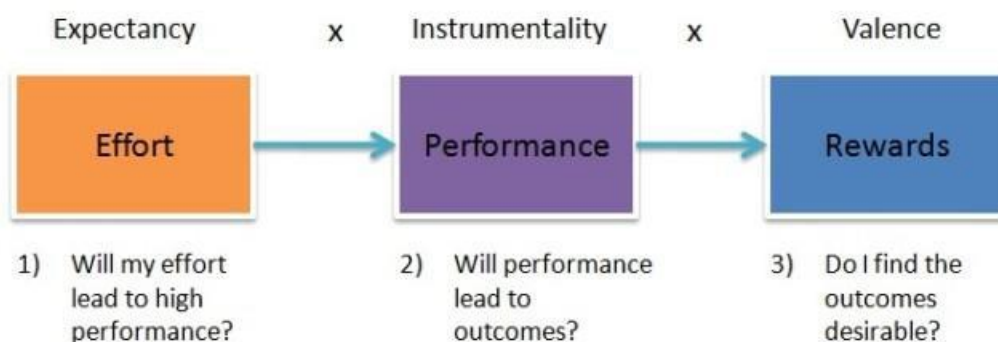 Expectancy x Instrumentality x Valence
Effort Performance Rewards
1) Will my effort
lead to high
performance?
2) Will performance
lead to
outcomes?
3) Do I find the
outcomes
desirable?